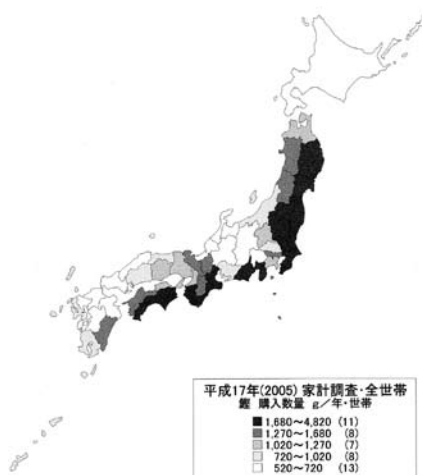 平成17年(2005) 家計調査・全世帯
鰹 購入数量 g/年・世帯
1,680～4,820 (11)
1,270～1,680 (8)
1,020～1,270 (7)
720～1,020 (8)
520～720 (13)